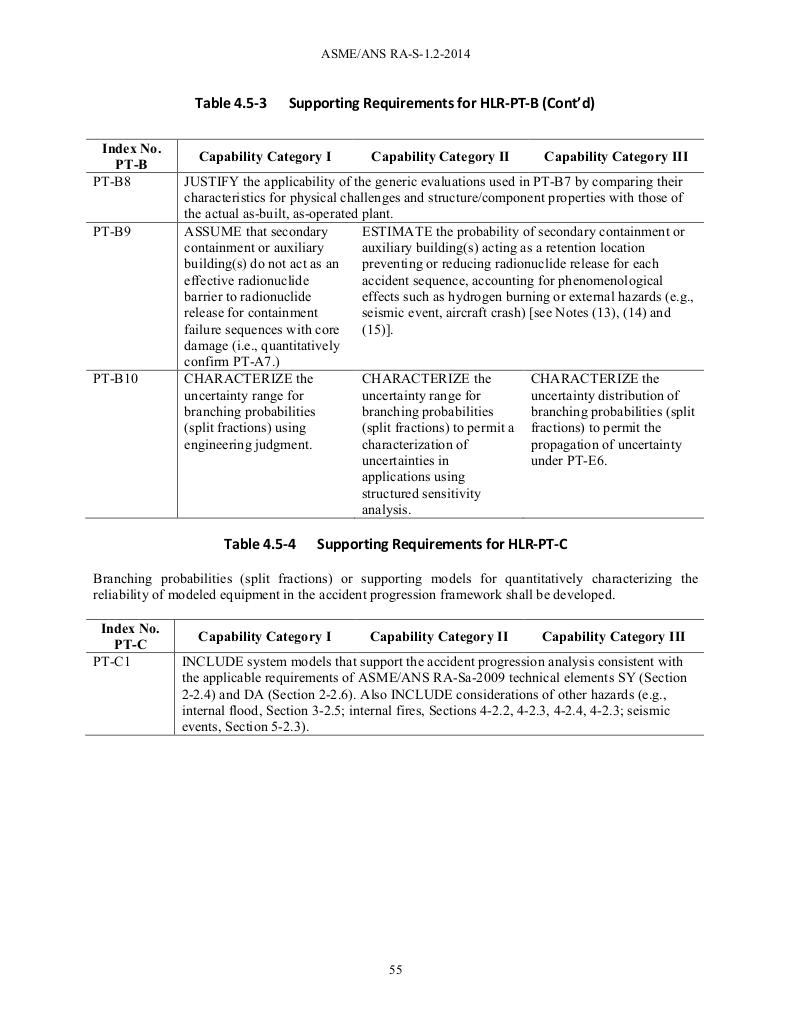 ASME/ANS RA-S-1.2-2014
Table 4.5-3 Supporting Requirements for HLR-PT-B (Cont’d)
Index No.
PT-B
Capability Category I Capability Category II Capability Category III
PT-B8 JUSTIFY the applicability of the generic evaluations used in PT-B7 by comparing their
characteristics for physical challenges and structure/component properties with those of
the actual as-built, as-operated plant.
PT-B9
ASSUME that secondary
containment or auxiliary
building(s) do not act as an
effective radionuclide
barrier to radionuclide
release for containment
failure sequences with core
damage (i.e., quantitatively
confirm PT-A7.)
ESTIMATE the probability of secondary containment or
auxiliary building(s) acting as a retention location
preventing or reducing radionuclide release for each
accident sequence, accounting for phenomenological
effects such as hydrogen burning or external hazards (e.g.,
seismic event, aircraft crash) [see Notes (13), (14) and
(15)].
PT-B10
CHARACTERIZE the
uncertainty range for
branching probabilities
(split fractions) using
engineering judgment.
CHARACTERIZE the
uncertainty range for
branching probabilities
(split fractions) to permit a
characterization of
uncertainties in
applications using
structured sensitivity
analysis.
CHARACTERIZE the
uncertainty distribution of
branching probabilities (split
fractions) to permit the
propagation of uncertainty
under PT-E6.
Table 4.5-4 Supporting Requirements for HLR-PT-C
Branching probabilities (split fractions) or supporting models for quantitatively characterizing the
reliability of modeled equipment in the accident progression framework shall be developed.
Index No.
PT-C
Capability Category I Capability Category II Capability Category III
PT-C1 INCLUDE system models that support the accident progression analysis consistent with
the applicable requirements of ASME/ANS RA-Sa-2009 technical elements SY (Section
2-2.4) and DA (Section 2-2.6). Also INCLUDE considerations of other hazards (e.g.,
internal flood, Section 3-2.5; internal fires, Sections 4-2.2, 4-2.3, 4-2.4, 4-2.3; seismic
events, Section 5-2.3).
55